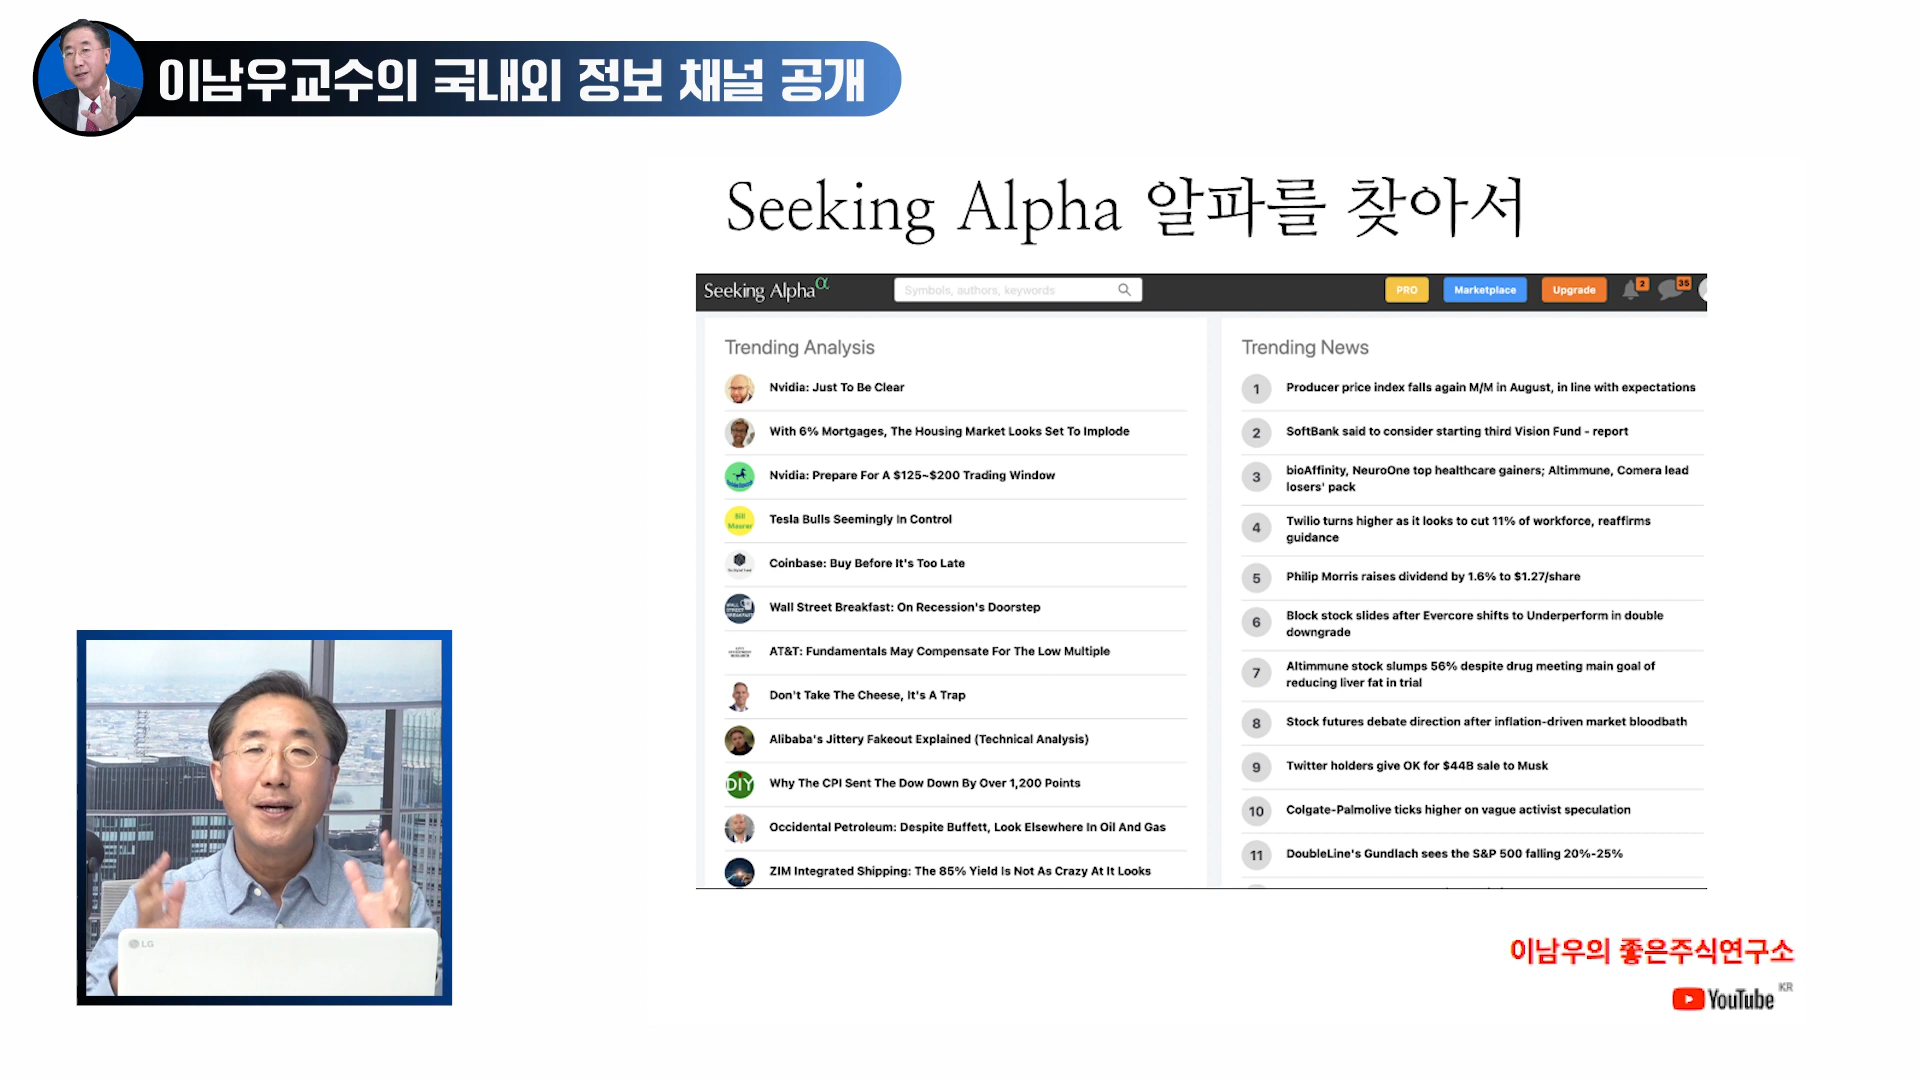 이남우교수의 국내외 정보 채널 공개
Seeking Alpha 알파를 찾아서
Seeking Alpha α
Symbols, authors, keywords
PRO
Marketplace
Upgrade
2
35
Trending Analysis
Nvidia: Just To Be Clear
With 6% Mortgages, The Housing Market Looks Set To Implode
Nvidia: Prepare For A $125~$200 Trading Window
Bill
Maurer
Tesla Bulls Seemingly In Control
Coinbase: Buy Before It's Too Late
WALL
STREET
BREAKFAST
Wall Street Breakfast: On Recession's Doorstep
AT&T: Fundamentals May Compensate For The Low Multiple
Don't Take The Cheese, It's A Trap
Alibaba's Jittery Fakeout Explained (Technical Analysis)
DIY
Why The CPI Sent The Dow Down By Over 1,200 Points
Occidental Petroleum: Despite Buffett, Look Elsewhere In Oil And Gas
ZIM Integrated Shipping: The 85% Yield Is Not As Crazy At It Looks
Trending News
1 Producer price index falls again M/M in August, in line with expectations
2 SoftBank said to consider starting third Vision Fund - report
3 bioAffinity, NeuroOne top healthcare gainers; Altimmune, Comera lead
losers' pack
4 Twilio turns higher as it looks to cut 11% of workforce, reaffirms
guidance
5 Philip Morris raises dividend by 1.6% to $1.27/share
6 Block stock slides after Evercore shifts to Underperform in double
downgrade
7 Altimmune stock slumps 56% despite drug meeting main goal of
reducing liver fat in trial
8 Stock futures debate direction after inflation-driven market bloodbath
9 Twitter holders give OK for $44B sale to Musk
10 Colgate-Palmolive ticks higher on vague activist speculation
11 DoubleLine's Gundlach sees the S&P 500 falling 20%-25%
LG
이남우의 좋은주식연구소
YouTube KR